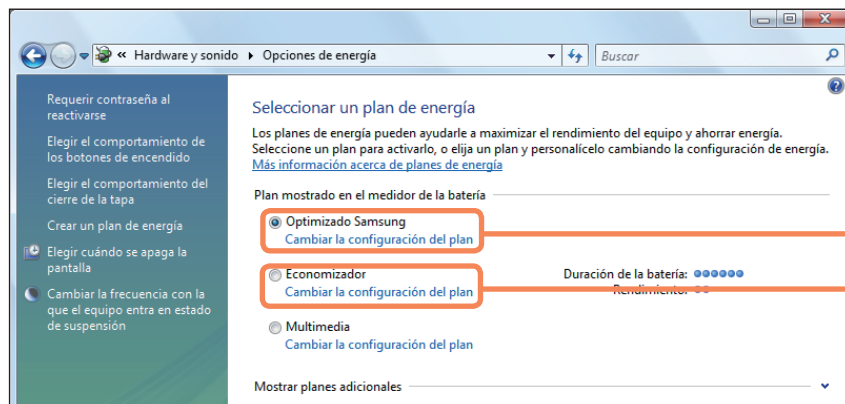 « Hardware y sonido ▸ Opciones de energía
Buscar
Requerir contraseña al
reactivarse
Elegir el comportamiento de
los botones de encendido
Elegir el comportamiento del
cierre de la tapa
Crear un plan de energía
Elegir cuándo se apaga la
pantalla
Cambiar la frecuencia con la
que el equipo entra en estado
de suspensión
Seleccionar un plan de energía
Los planes de energía pueden ayudarle a maximizar el rendimiento del equipo y ahorrar energía.
Seleccione un plan para activarlo, o elija un plan y personalícelo cambiando la configuración de energía.
Más información acerca de planes de energía
Plan mostrado en el medidor de la batería
Optimizado Samsung
Cambiar la configuración del plan
Economizador
Duración de la batería:
Cambiar la configuración del plan
Rendimiento:
Multimedia
Cambiar la configuración del plan
Mostrar planes adicionales